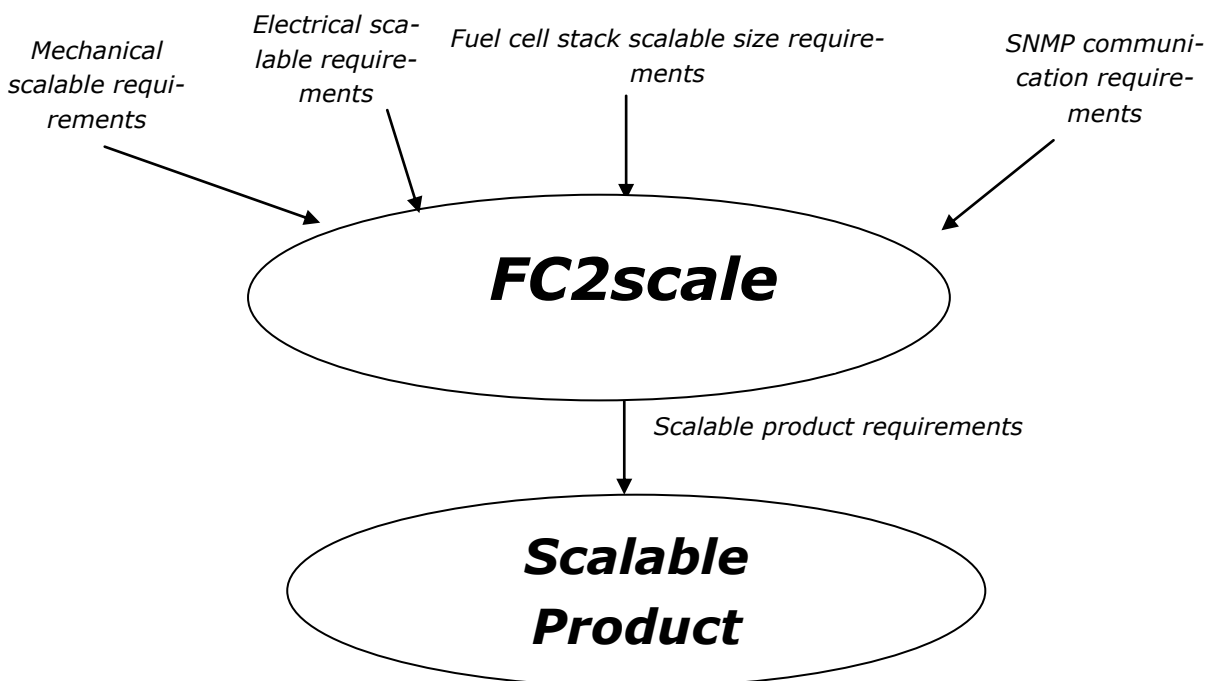 Mechanical
scalable requi-
rements
Electrical sca-
lable require-
ments
Fuel cell stack scalable size require-
ments
SNMP communi-
cation require-
ments
FC2scale
Scalable product requirements
Scalable
Product